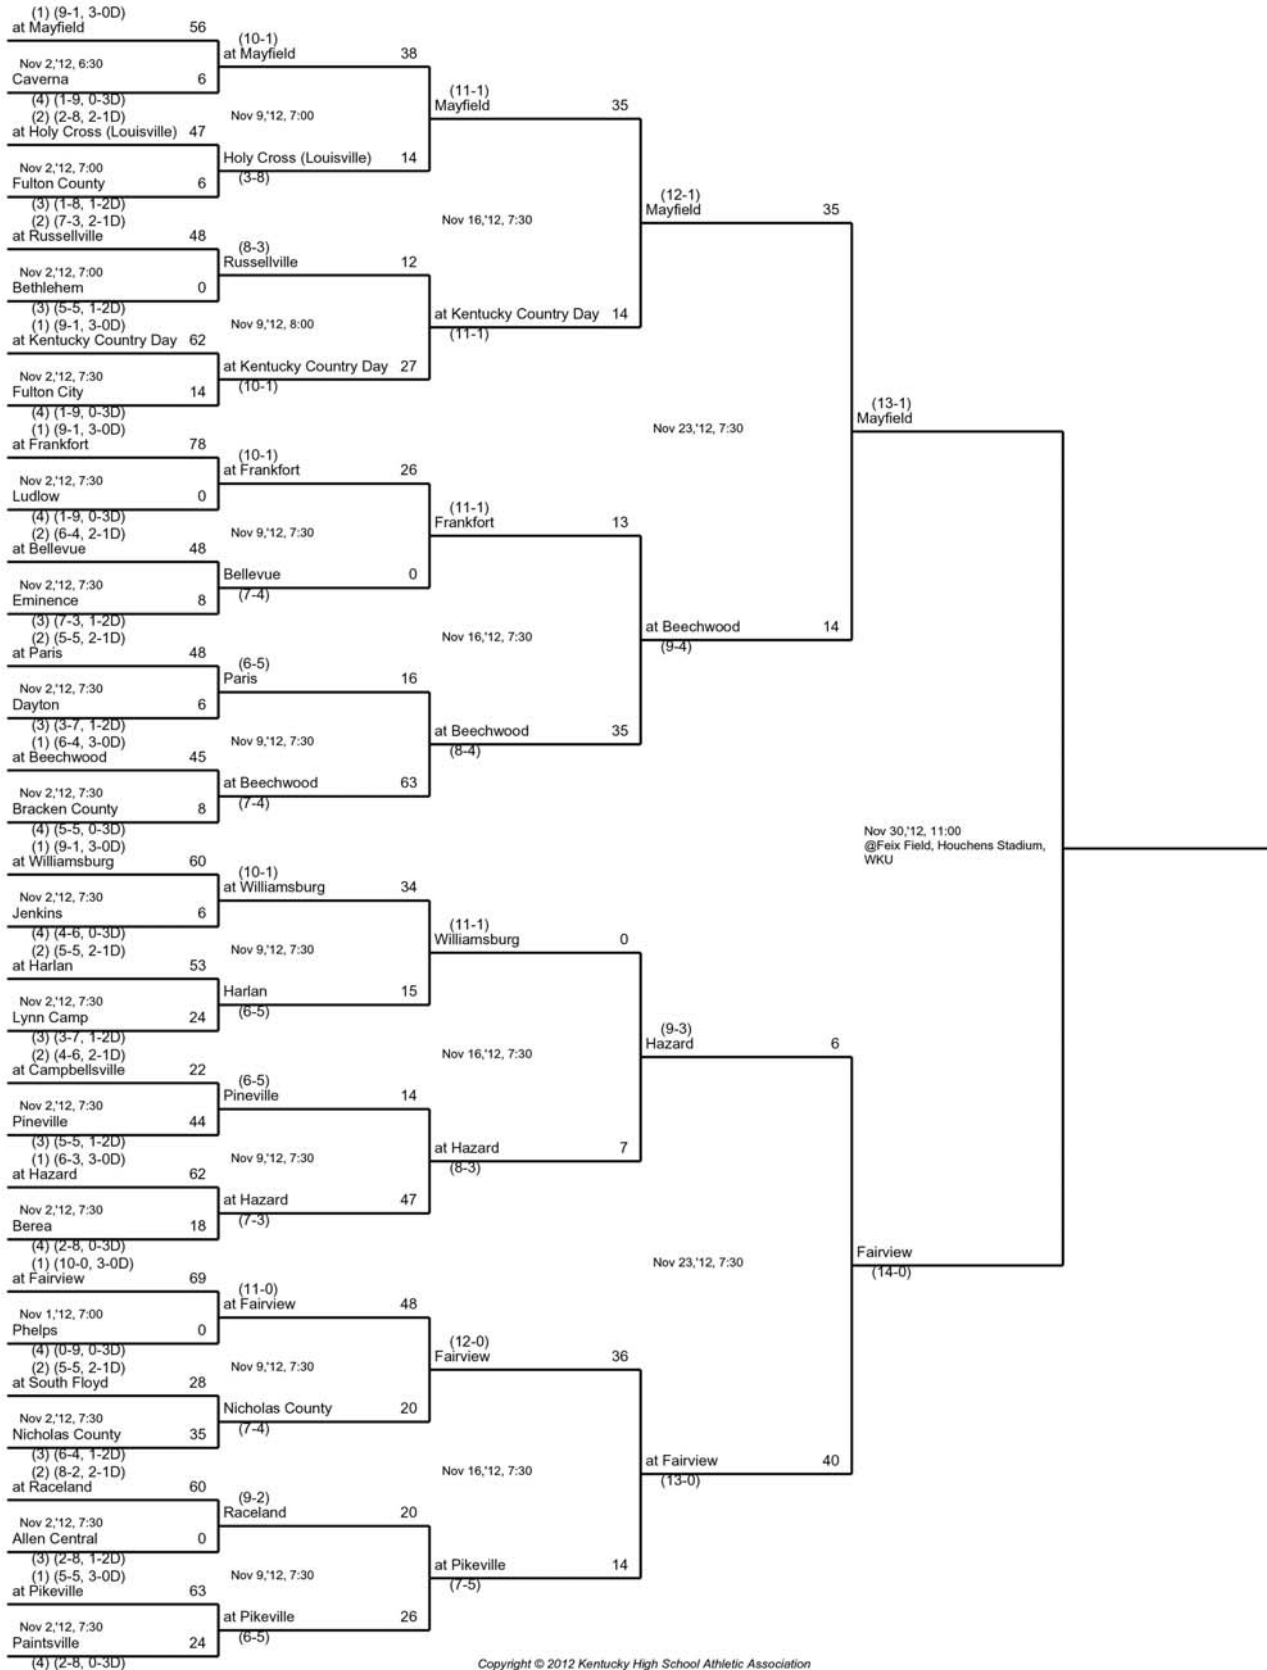 (1) (9-1, 3-0D)
at Mayfield 56
Nov 2,'12, 6:30
Caverna 6
(4) (1-9, 0-3D)
(2) (2-8, 2-1D)
at Holy Cross (Louisville) 47
Nov 2,'12, 7:00
Fulton County 6
(3) (1-8, 1-2D)
(2) (7-3, 2-1D)
at Russellville 48
Nov 2,'12, 7:00
Bethlehem 0
(3) (5-5, 1-2D)
(1) (9-1, 3-0D)
at Kentucky Country Day 62
Nov 2,'12, 7:30
Fulton City 14
(4) (1-9, 0-3D)
(1) (9-1, 3-0D)
at Frankfort 78
Nov 2,'12, 7:30
Ludlow 0
(4) (1-9, 0-3D)
(2) (6-4, 2-1D)
at Bellevue 48
Nov 2,'12, 7:30
Eminence 8
(3) (7-3, 1-2D)
(2) (5-5, 2-1D)
at Paris 48
Nov 2,'12, 7:30
Dayton 6
(3) (3-7, 1-2D)
(1) (6-4, 3-0D)
at Beechwood 45
Nov 2,'12, 7:30
Bracken County 8
(4) (5-5, 0-3D)
(1) (9-1, 3-0D)
at Williamsburg 60
Nov 2,'12, 7:30
Jenkins 6
(4) (4-6, 0-3D)
(2) (5-5, 2-1D)
at Harlan 53
Nov 2,'12, 7:30
Lynn Camp 24
(3) (3-7, 1-2D)
(2) (4-6, 2-1D)
at Campbellsville 22
Nov 2,'12, 7:30
Pineville 44
(3) (5-5, 1-2D)
(1) (6-3, 3-0D)
at Hazard 62
Nov 2,'12, 7:30
Berea 18
(4) (2-8, 0-3D)
(1) (10-0, 3-0D)
at Fairview 69
Nov 1,'12, 7:00
Phelps 0
(4) (0-9, 0-3D)
(2) (5-5, 2-1D)
at South Floyd 28
Nov 2,'12, 7:30
Nicholas County 35
(3) (6-4, 1-2D)
(2) (8-2, 2-1D)
at Raceland 60
Nov 2,'12, 7:30
Allen Central 0
(3) (2-8, 1-2D)
(1) (5-5, 3-0D)
at Pikeville 63
Nov 2,'12, 7:30
Paintsville 24
(4) (2-8, 0-3D)
(10-1)
at Mayfield 38
Nov 9,'12, 7:00
Holy Cross (Louisville) 14
(3-8)
(8-3)
Russellville 12
Nov 9,'12, 8:00
at Kentucky Country Day 27
(10-1)
(10-1)
at Frankfort 26
Nov 9,'12, 7:30
Bellevue 0
(7-4)
(6-5)
Paris 16
Nov 9,'12, 7:30
at Beechwood 63
(7-4)
(10-1)
at Williamsburg 34
Nov 9,'12, 7:30
Harlan 15
(6-5)
(6-5)
Pineville 14
Nov 9,'12, 7:30
at Hazard 47
(7-3)
(11-0)
at Fairview 48
Nov 9,'12, 7:30
Nicholas County 20
(7-4)
(9-2)
Raceland 20
Nov 9,'12, 7:30
at Pikeville 26
(6-5)
(11-1)
Mayfield 35
Nov 16,'12, 7:30
at Kentucky Country Day 14
(11-1)
(11-1)
Frankfort 13
Nov 16,'12, 7:30
at Beechwood 35
(8-4)
(11-1)
Williamsburg 0
Nov 16,'12, 7:30
at Hazard 7
(8-3)
(12-0)
Fairview 36
Nov 16,'12, 7:30
at Pikeville 14
(7-5)
(12-1)
Mayfield 35
Nov 23,'12, 7:30
at Beechwood 14
(9-4)
(9-3)
Hazard 6
Nov 23,'12, 7:30
at Fairview 40
(13-0)
(13-1)
Mayfield
Nov 30,'12, 11:00
@Feix Field, Houchens Stadium,
WKU
Fairview
(14-0)
Copyright © 2012 Kentucky High School Athletic Association